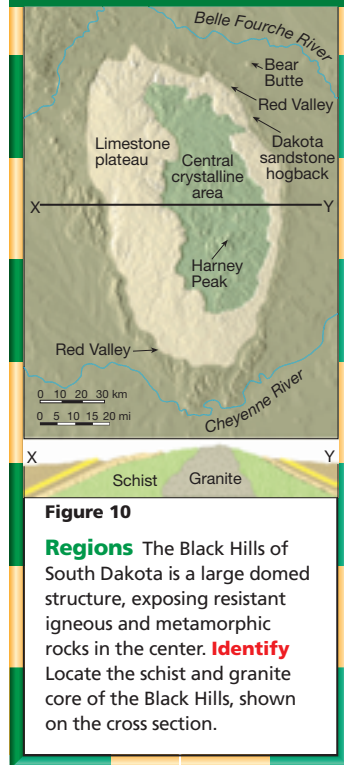 Belle Fourche River
Bear
Butte
Red Valley
Limestone
plateau
Central
crystalline
area
Dakota
sandstone
hogback
X
Y
Harney
Peak
Red Valley
0 10 20 30 km
0 5 10 15 20 mi
Cheyenne River
X
Y
Schist
Granite
Figure 10
Regions The Black Hills of
South Dakota is a large domed
structure, exposing resistant
igneous and metamorphic
rocks in the center. Identify
Locate the schist and granite
core of the Black Hills, shown
on the cross section.